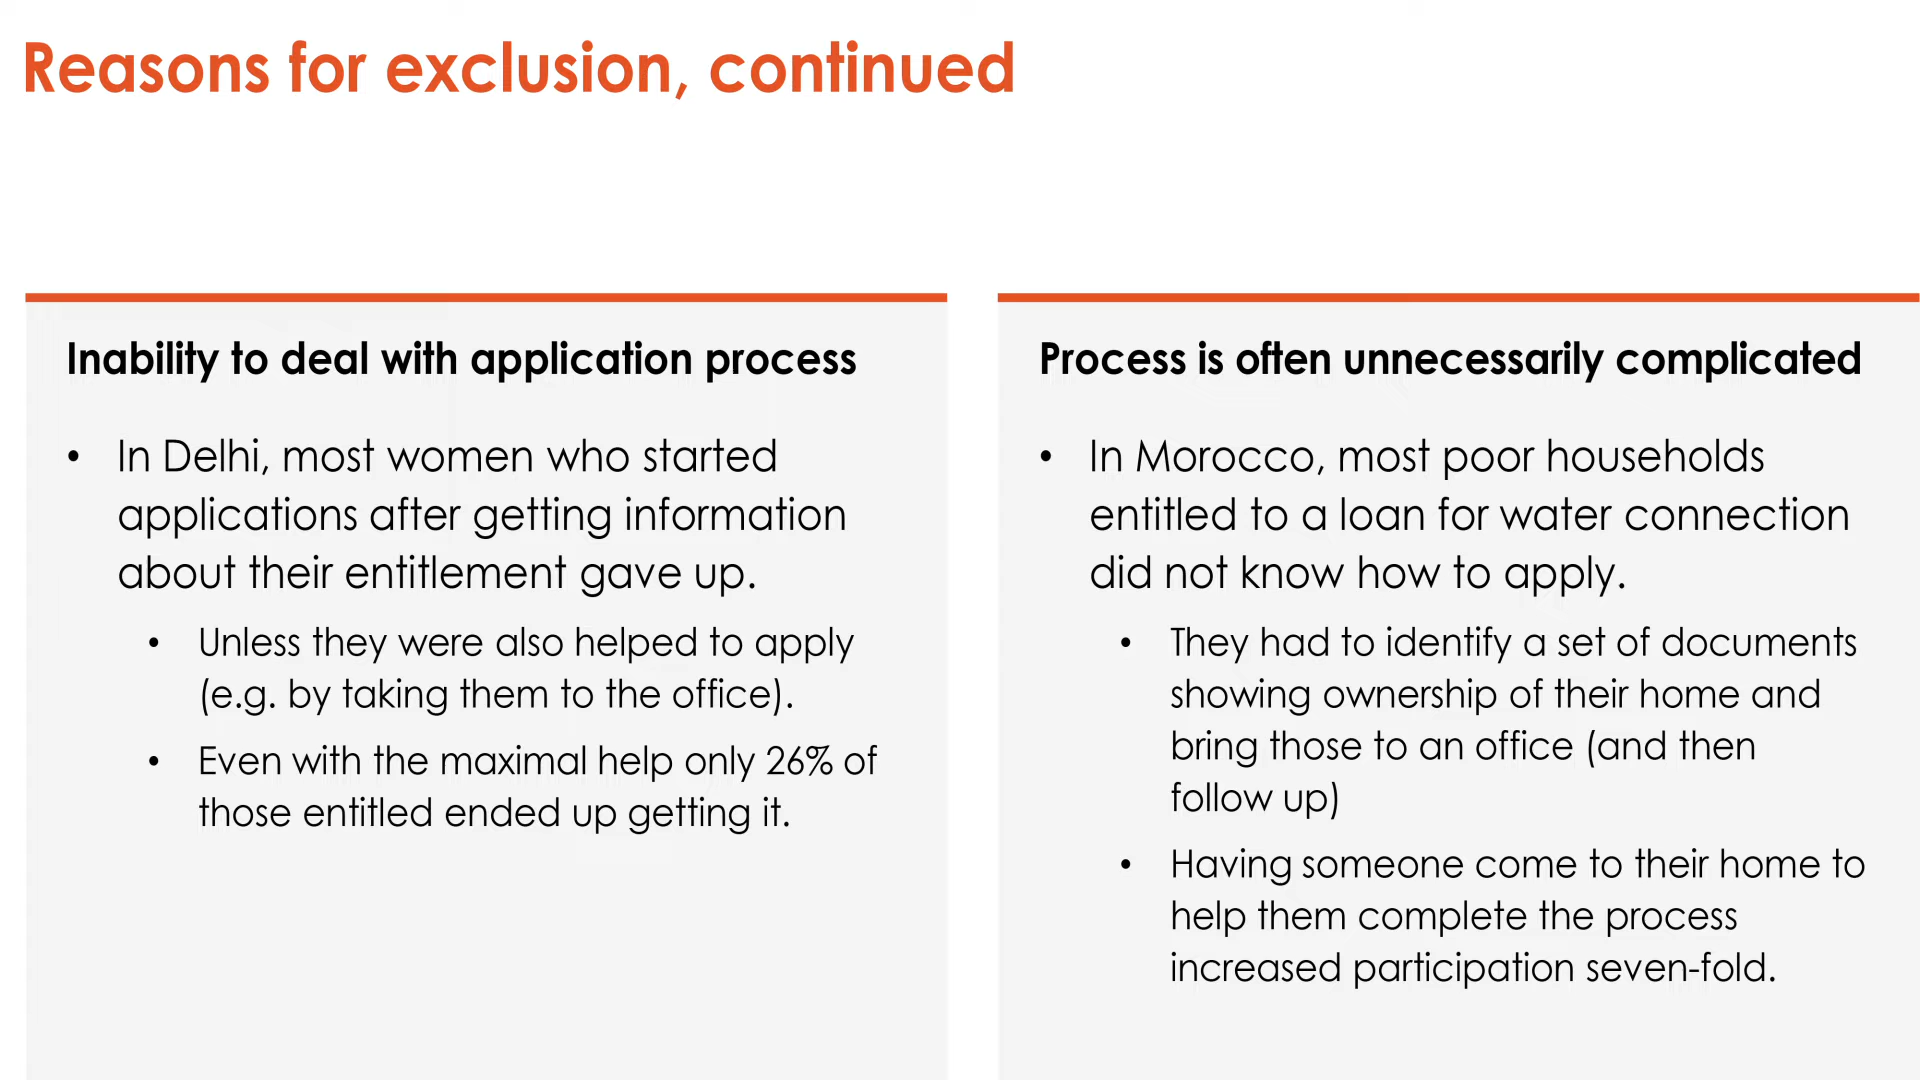 Reasons for exclusion, continued
Inability to deal with application process
• In Delhi, most women who started
applications after getting information
about their entitlement gave up.
• Unless they were also helped to apply
(e.g. by taking them to the office).
• Even with the maximal help only 26% of
those entitled ended up getting it.
Process is often unnecessarily complicated
• In Morocco, most poor households
entitled to a loan for water connection
did not know how to apply.
• They had to identify a set of documents
showing ownership of their home and
bring those to an office (and then
follow up)
• Having someone come to their home to
help them complete the process
increased participation seven-fold.